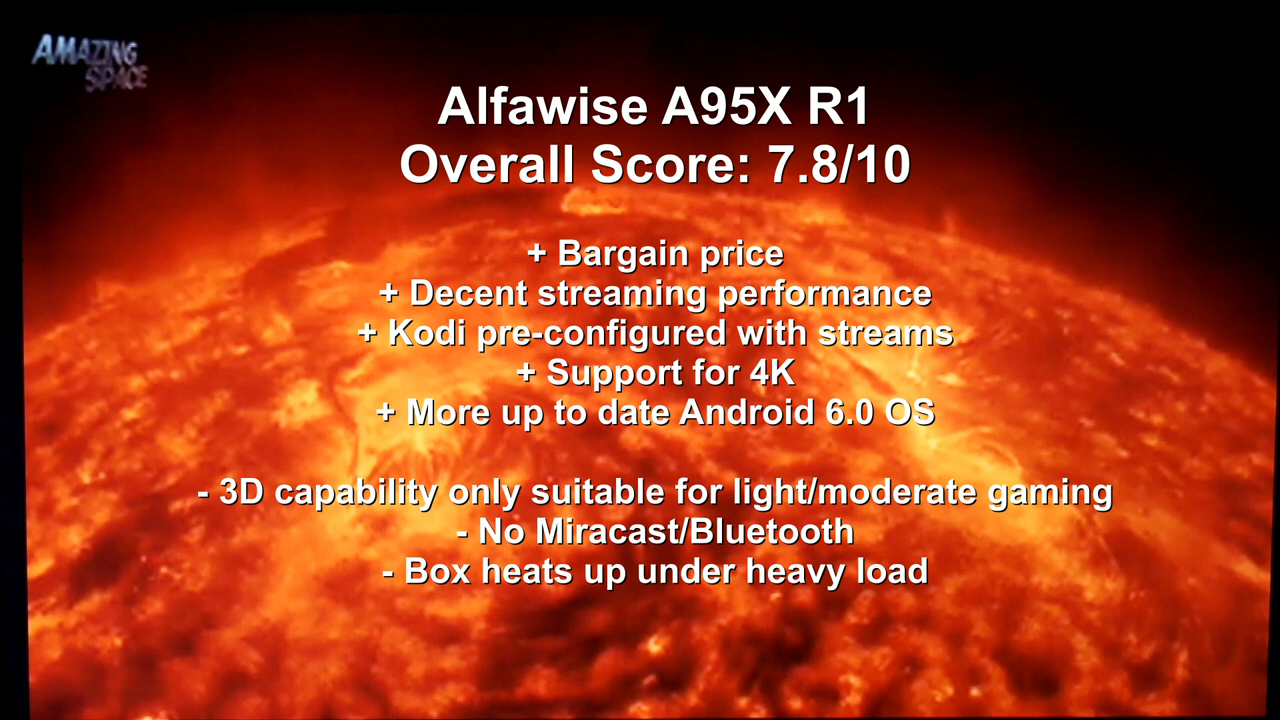 AMAZING
SPACE
Alfawise A95X R1
Overall Score: 7.8/10
+ Bargain price
+ Decent streaming performance
+ Kodi pre-configured with streams
+ Support for 4K
+ More up to date Android 6.0 OS
- 3D capability only suitable for light/moderate gaming
- No Miracast/Bluetooth
- Box heats up under heavy load